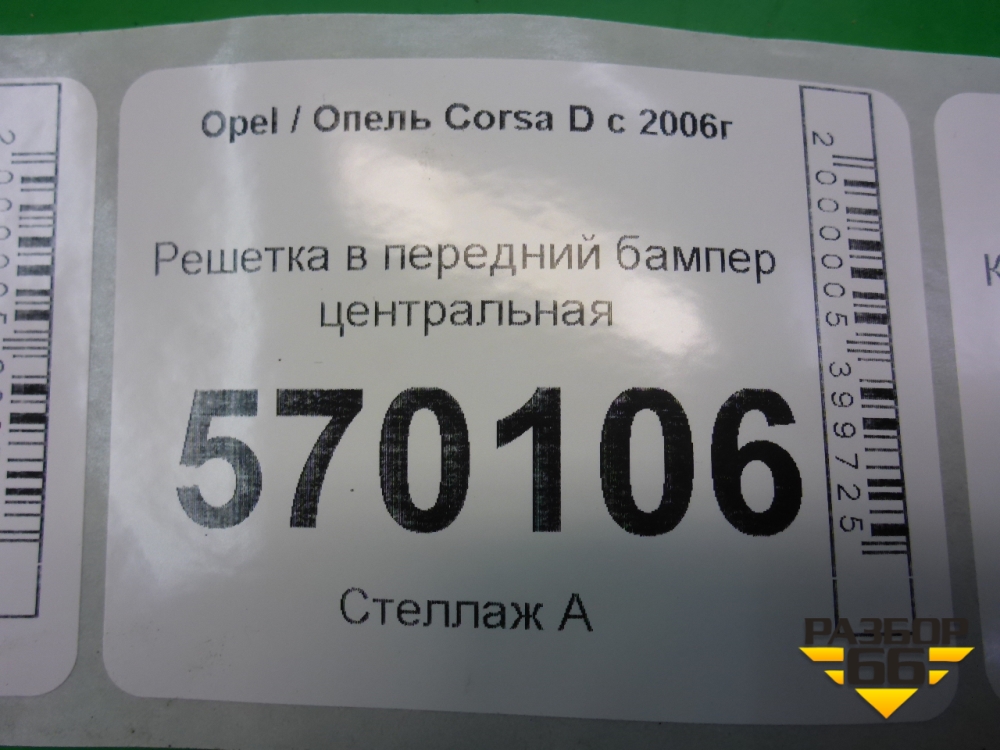 Opel / Опель Corsa D с 2006г
Решетка в передний бампер
центральная
570106
Стеллаж А
2000005399725
РАЗБОР
66